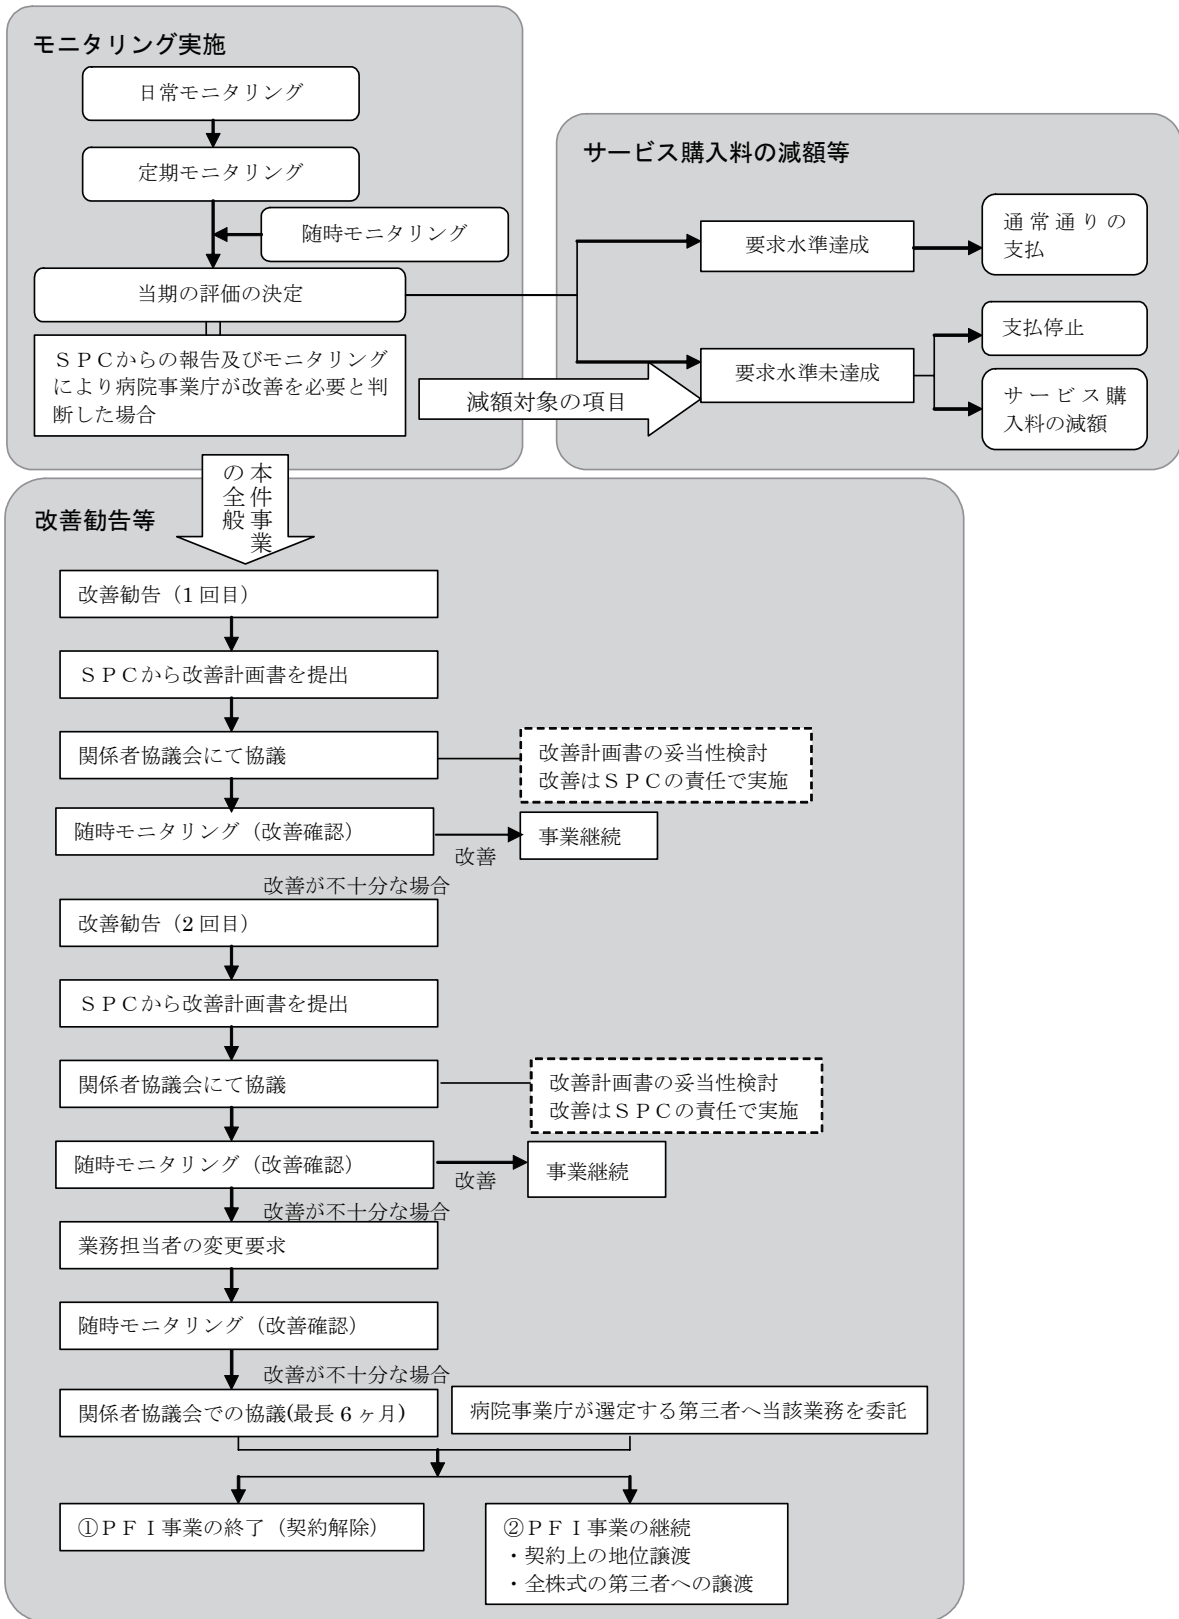 モニタリング実施
日常モニタリング
定期モニタリング
随時モニタリング
当期の評価の決定
ＳＰＣからの報告及びモニタリング
により病院事業庁が改善を必要と判
断した場合
減額対象の項目
サービス購入料の減額等
要求水準達成
通常通りの
支払
要求水準未達成
支払停止
サービス購
入料の減額
本件事業
の全般
改善勧告等
改善勧告（1 回目）
ＳＰＣから改善計画書を提出
関係者協議会にて協議
改善計画書の妥当性検討
改善はＳＰＣの責任で実施
随時モニタリング（改善確認）
改善
事業継続
改善が不十分な場合
改善勧告（2 回目）
ＳＰＣから改善計画書を提出
関係者協議会にて協議
改善計画書の妥当性検討
改善はＳＰＣの責任で実施
随時モニタリング（改善確認）
改善
事業継続
改善が不十分な場合
業務担当者の変更要求
随時モニタリング（改善確認）
改善が不十分な場合
関係者協議会での協議(最長 6 ヶ月)
病院事業庁が選定する第三者へ当該業務を委託
①ＰＦＩ事業の終了（契約解除）
②ＰＦＩ事業の継続
・契約上の地位譲渡
・全株式の第三者への譲渡